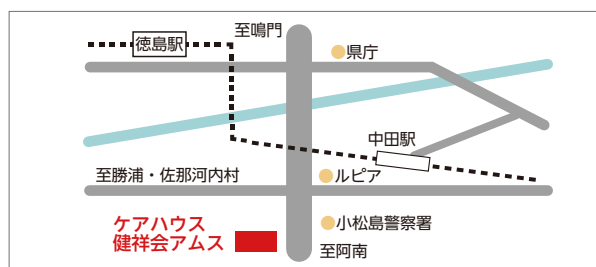 至鳴門
徳島駅
県庁
中田駅
至勝浦・佐那河内村
ルピア
ケアハウス
健祥会アムス
小松島警察署
至阿南